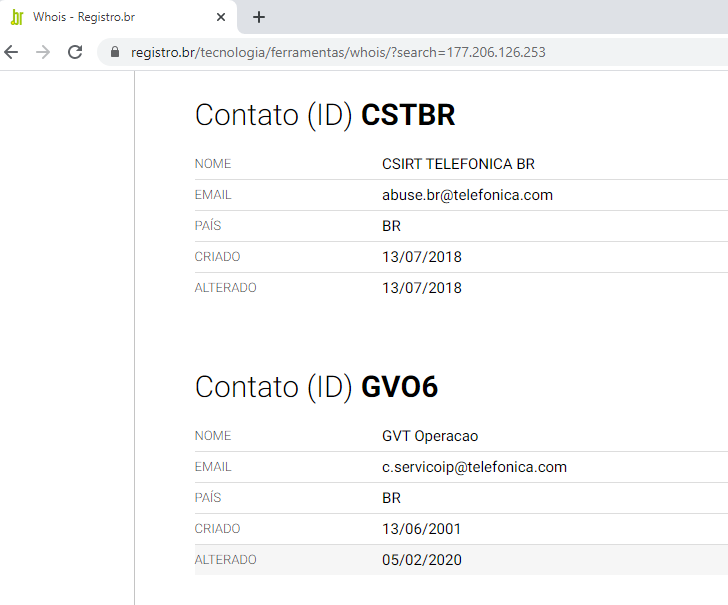 .br Whois - Registro.br
registro.br/tecnologia/ferramentas/whois/?search=177.206.126.253
Contato (ID) CSTBR
NOME CSIRT TELEFONICA BR
EMAIL abuse.br@telefonica.com
PAÍS BR
CRIADO 13/07/2018
ALTERADO 13/07/2018
Contato (ID) GVO6
NOME GVT Operacao
EMAIL c.servicoip@telefonica.com
PAÍS BR
CRIADO 13/06/2001
ALTERADO 05/02/2020